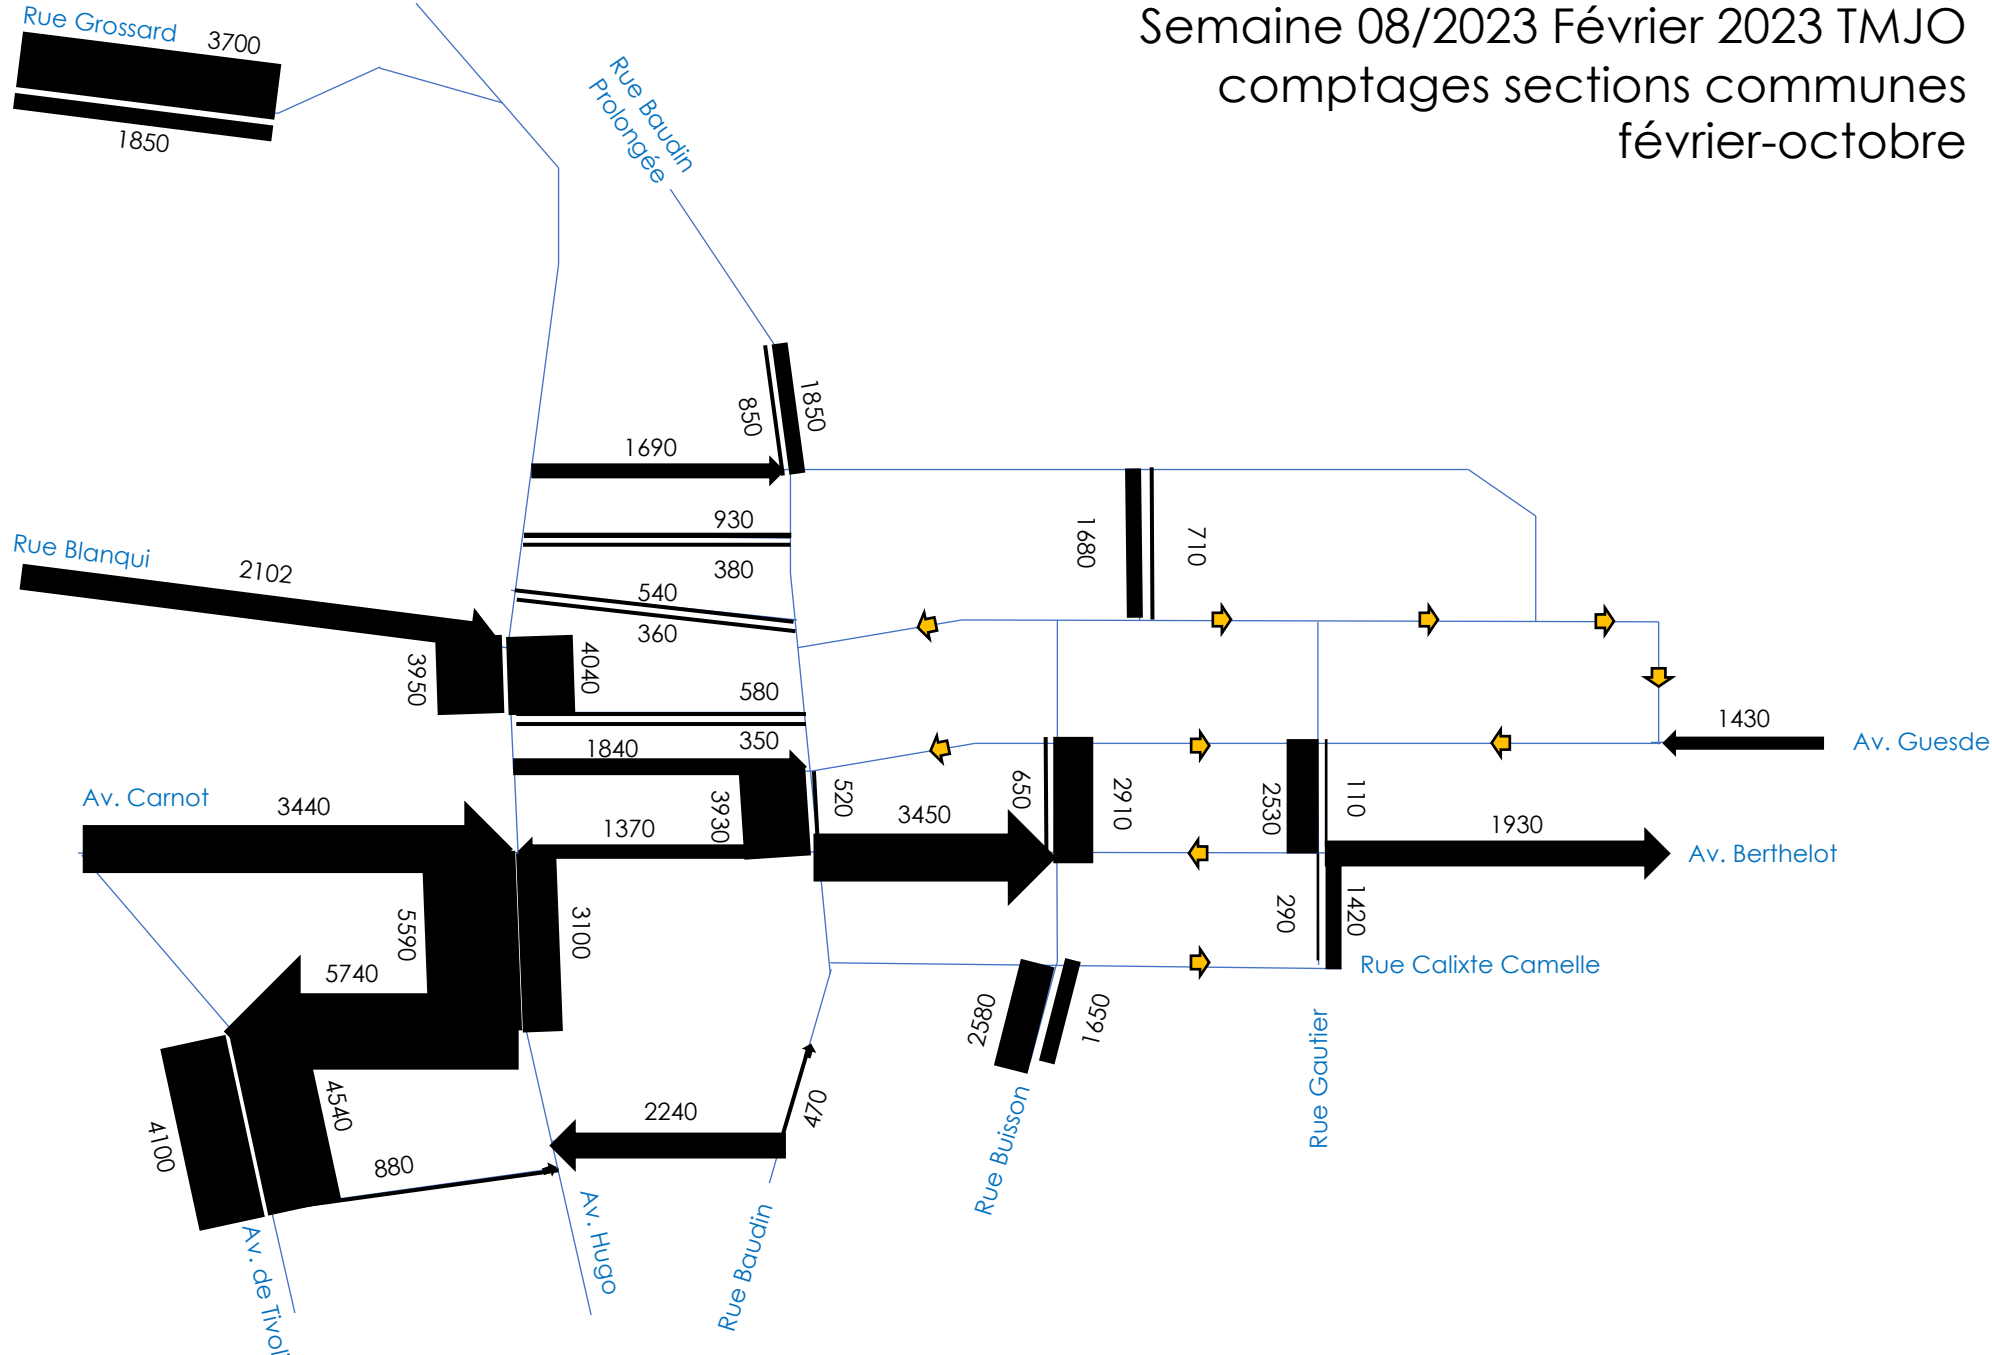 Semaine 08/2023 Février 2023 TMJO
comptages sections communes
février-octobre
Rue Grossard
3700
1850
Rue Baudin
Prolongée
850
1850
1690
930
380
540
360
1680
710
Rue Blanqui
2102
3950
4040
580
350
1840
1430
Av. Guesde
Av. Carnot
3440
3930
520
1370
3450
650
2910
2530
110
1930
Av. Berthelot
5590
3100
290
1420
Rue Calixte Camelle
5740
2580
1650
4540
4100
880
2240
470
Rue Buisson
Rue Gautier
Av. de Tivoli
Av. Hugo
Rue Baudin